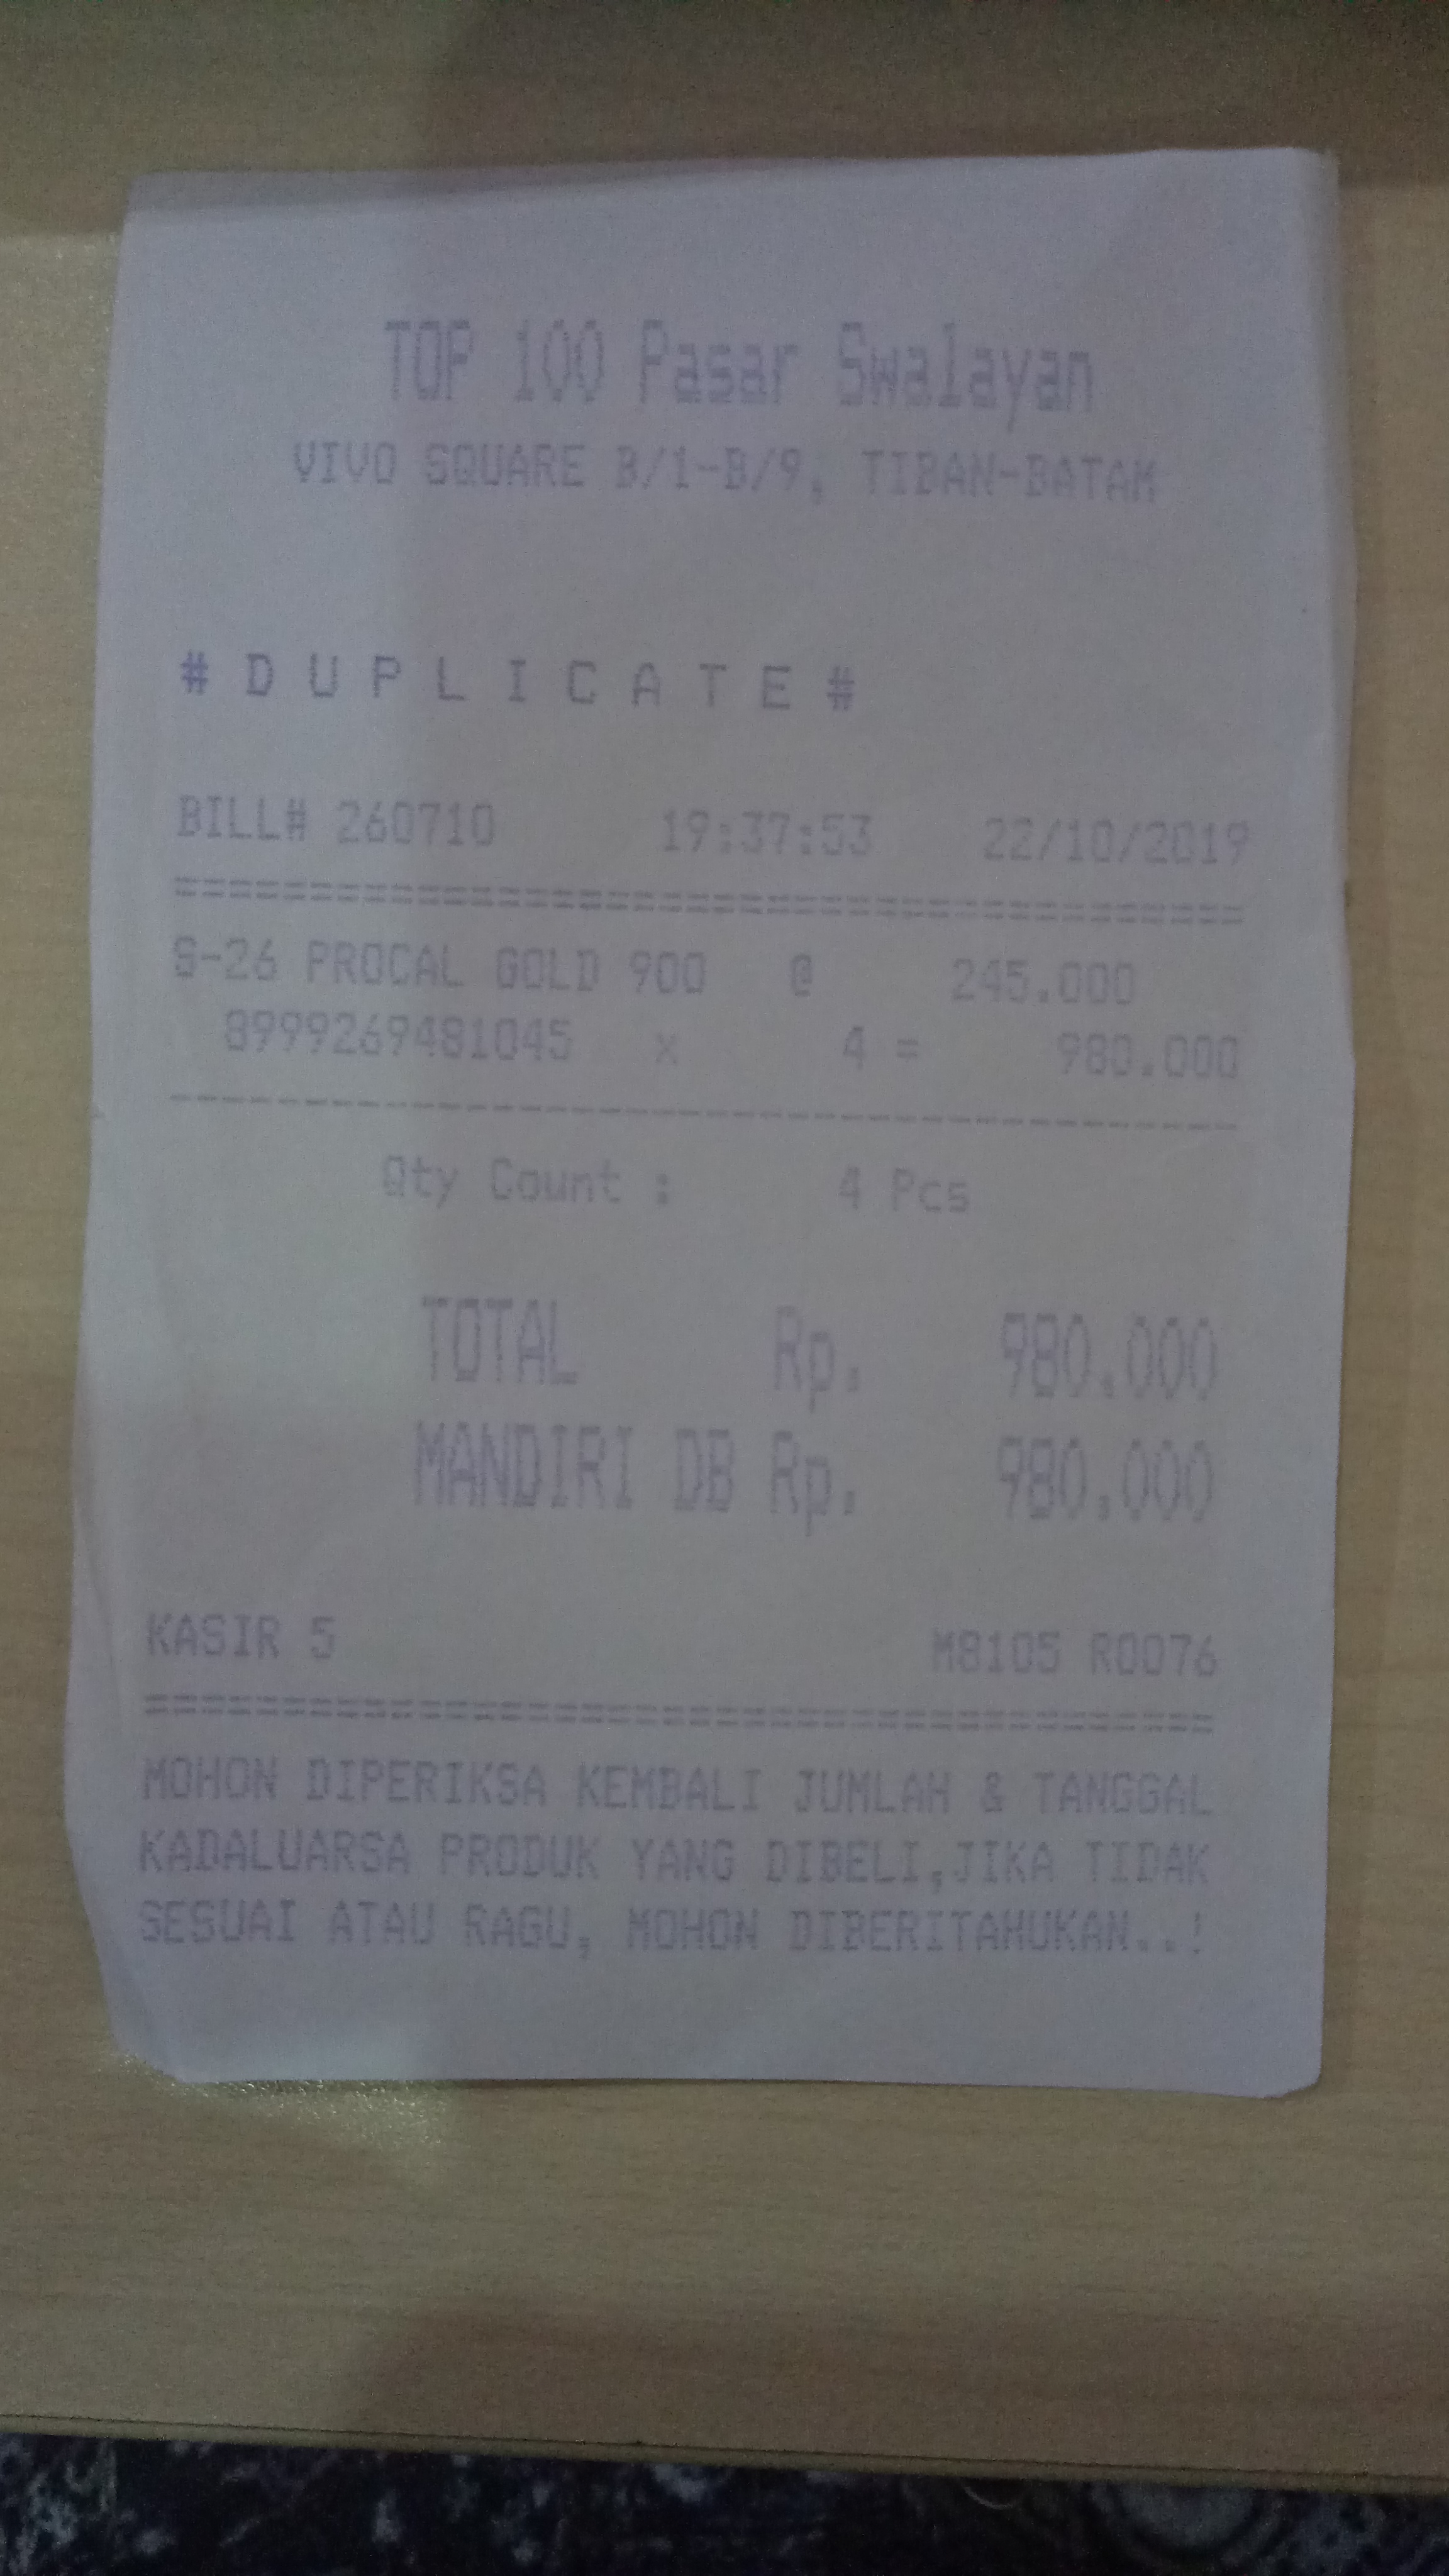 TOP 100 Pasar Swalayan
VIVO SQUARE B/1-B/9, TIBAN-BATAM
# D U P L I C A T E #
BILL# 260710 19:37:53 22/10/2019
S-26 PROCAL GOLD 900 @ 245.000
8999269481045 x 4 = 980.000
Qty Count : 4 Pcs
TOTAL Rp. 980.000
MANDIRI DB Rp. 980.000
KASIR 5 M8105 R0076
MOHON DIPERIKSA KEMBALI JUMLAH & TANGGAL
KADALUARSA PRODUK YANG DIBELI,JIKA TIDAK
SESUAI ATAU RAGU, MOHON DIBERITAHUKAN..!